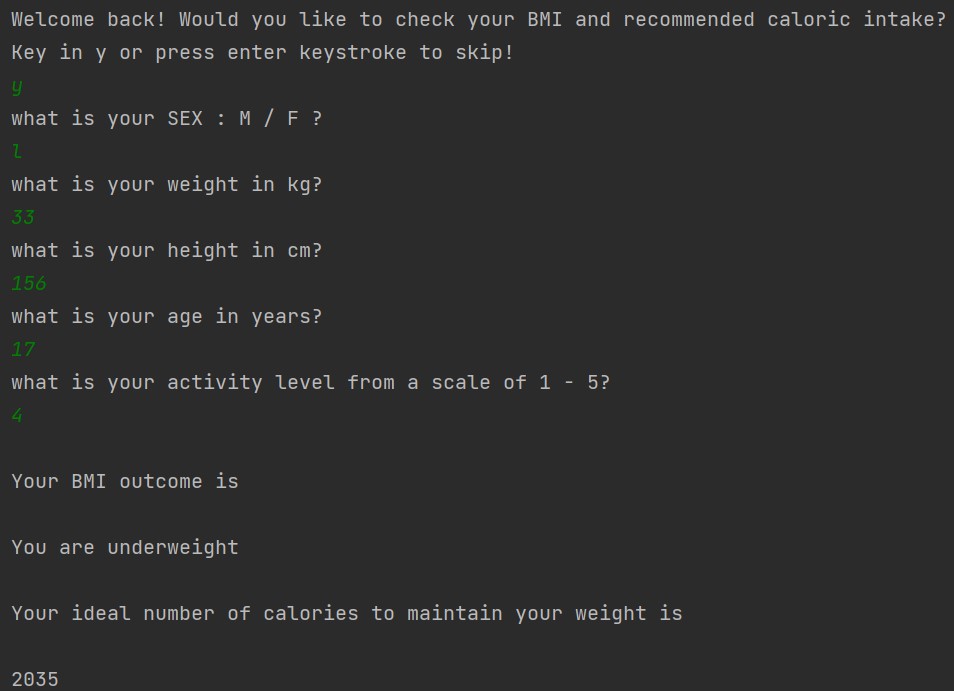 Welcome back! Would you like to check your BMI and recommended caloric intake?
Key in y or press enter keystroke to skip!
y
what is your SEX : M / F ?
l
what is your weight in kg?
33
what is your height in cm?
156
what is your age in years?
17
what is your activity level from a scale of 1 - 5?
4
Your BMI outcome is
You are underweight
Your ideal number of calories to maintain your weight is
2035